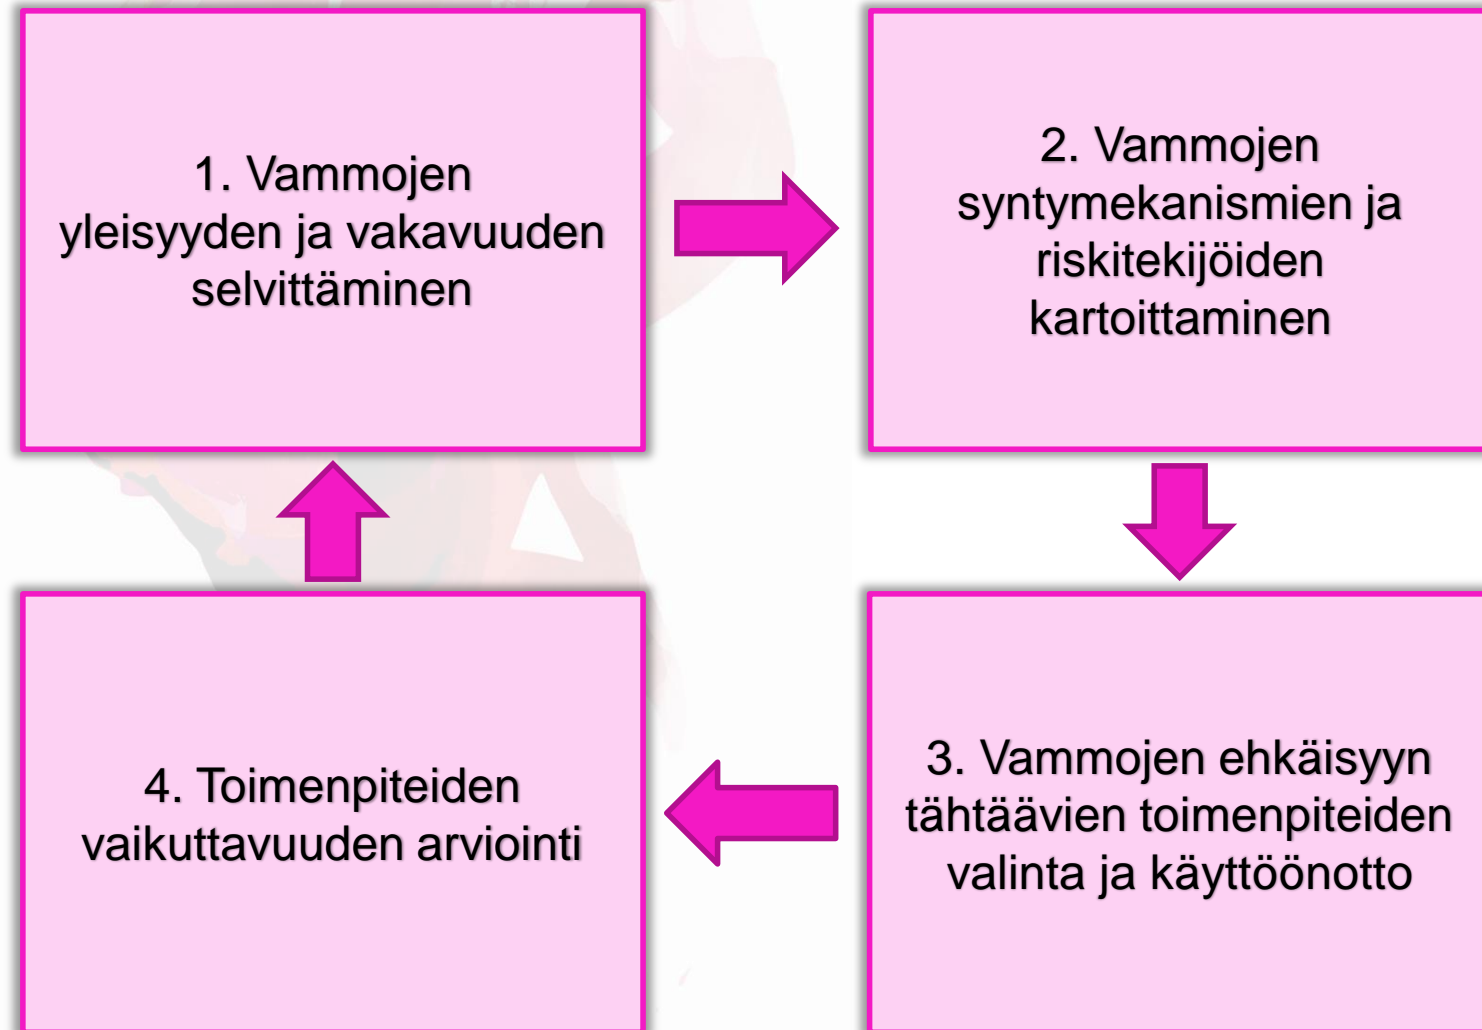 1. Vammojen
yleisyyden ja vakavuuden
selvittäminen
2. Vammojen
syntymekanismien ja
riskitekijöiden
kartoittaminen
3. Vammojen ehkäisyyn
tähtäävien toimenpiteiden
valinta ja käyttöönotto
4. Toimenpiteiden
vaikuttavuuden arviointi